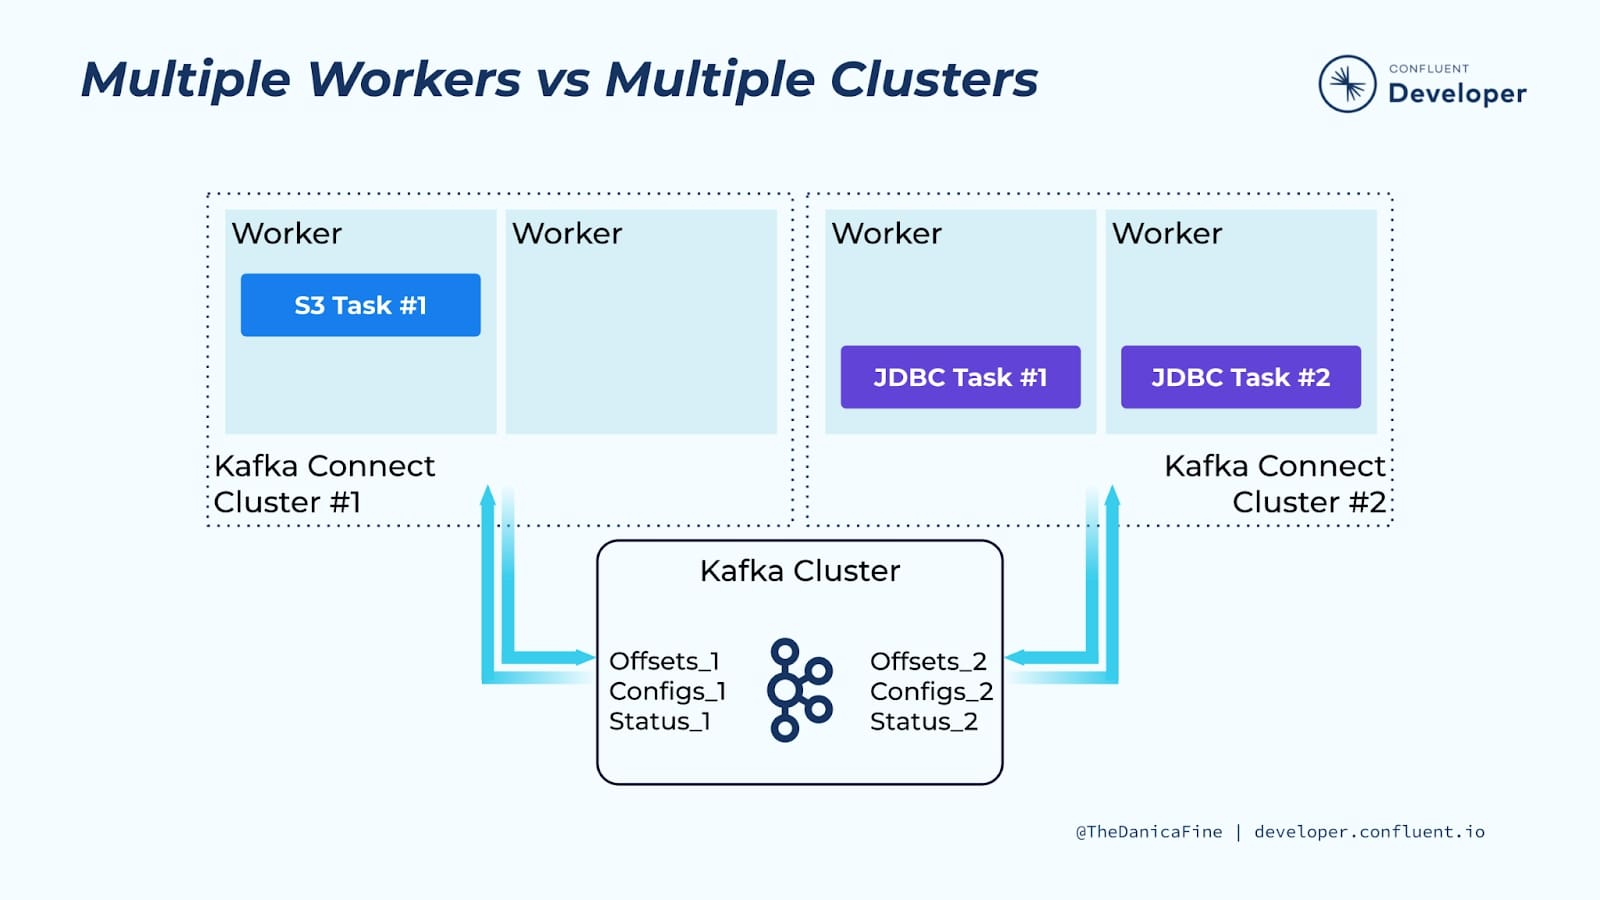 Multiple Workers vs Multiple Clusters
CONFLUENT
Developer
Worker
S3 Task #1
Worker
Kafka Connect
Cluster #1
Worker
JDBC Task #1
Worker
JDBC Task #2
Kafka Connect
Cluster #2
Kafka Cluster
Offsets_1
Configs_1
Status_1
Offsets_2
Configs_2
Status_2
@TheDanicaFine | developer.confluent.io